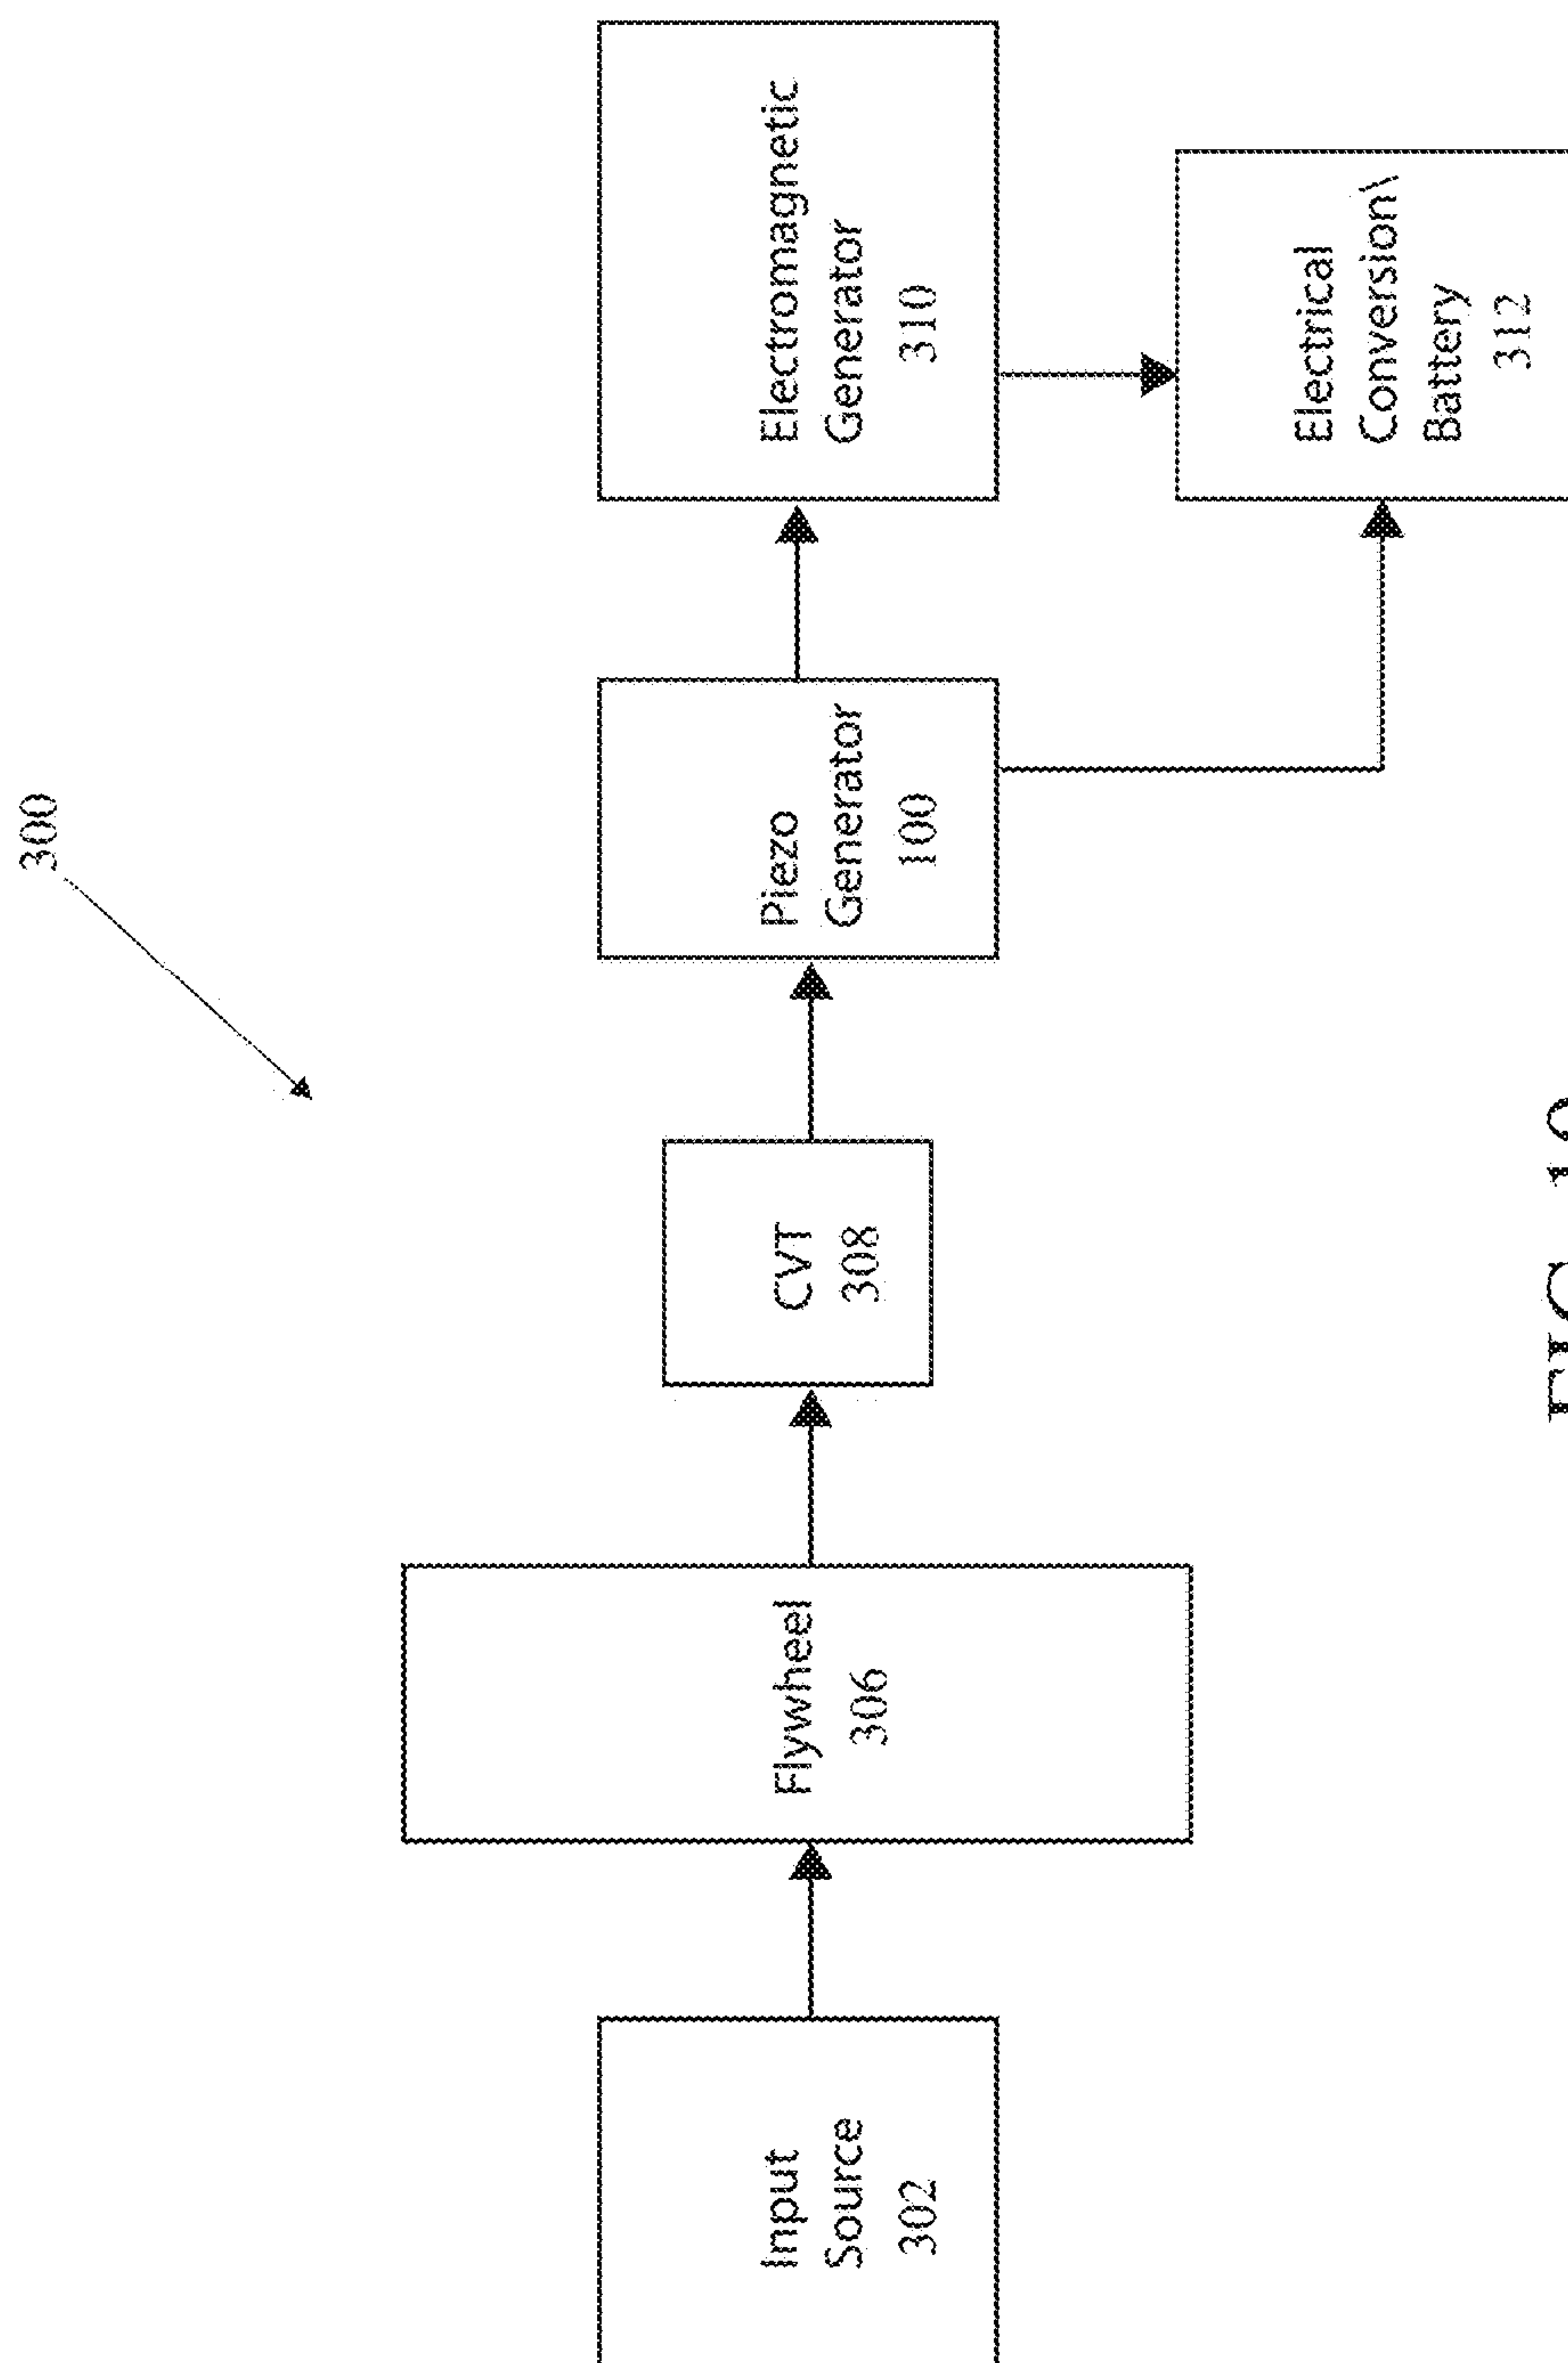 300
Input
Source
302
Flywheel
306
CVT
308
Piezo
Generator
100
Electromagnetic
Generator
310
Electrical
Conversion\
Battery
312